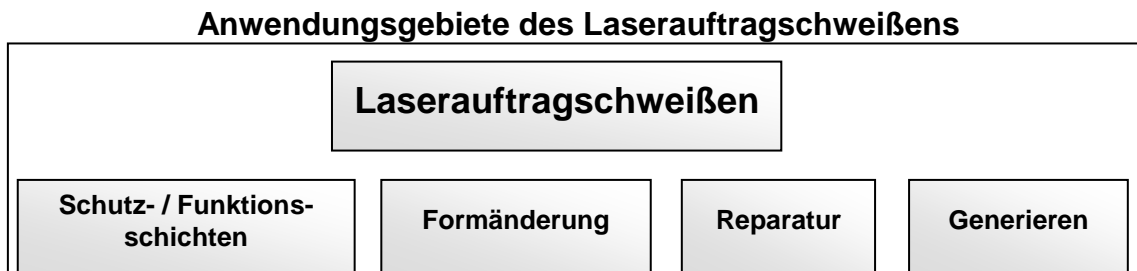 Anwendungsgebiete des Laserauftragschweißens
Laserauftragschweißen
Schutz- / Funktions-
schichten
Formänderung
Reparatur
Generieren